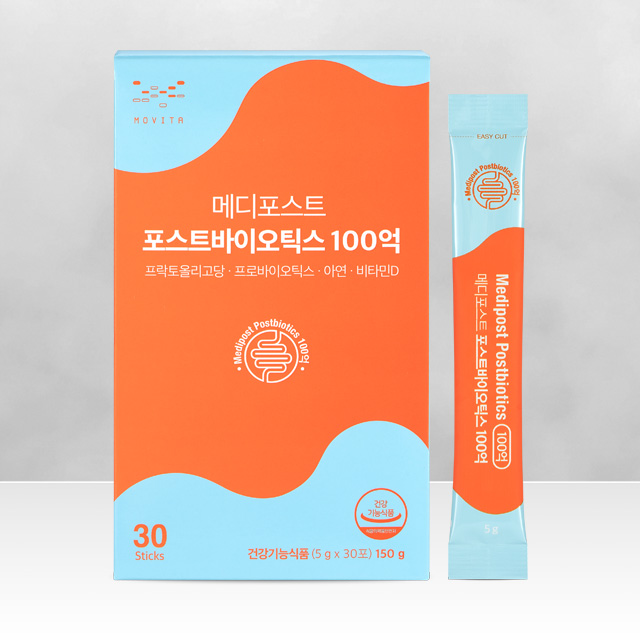 MOVITA
메디포스트
포스트바이오틱스 100억
프락토올리고당 · 프로바이오틱스 · 아연 · 비타민D
Medipost Postbiotics 100억
30
Sticks
건강
기능식품
건강기능식품 (5 g x 30포) 150 g
EASY CUT
Medipost Postbiotics 100억
Medipost Postbiotics 100억
메디포스트 포스트바이오틱스 100억
5 g